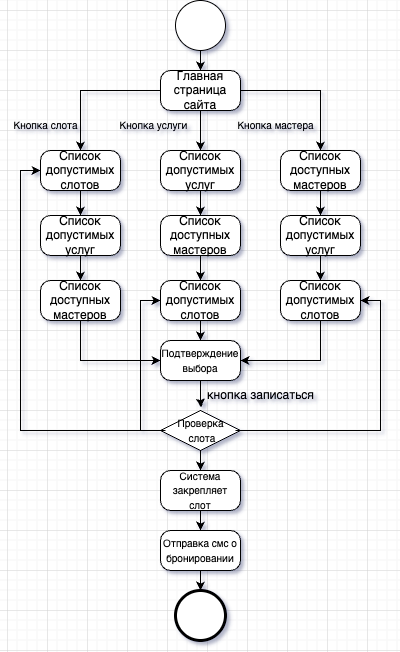 Главная
страница
сайта
Кнопка слота
Кнопка услуги
Кнопка мастера
Список
допустимых
слотов
Список
допустимых
услуг
Список
доступных
мастеров
Список
допустимых
услуг
Список
доступных
мастеров
Список
допустимых
услуг
Список
доступных
мастеров
Список
допустимых
слотов
Список
допустимых
слотов
Подтверждение
выбора
кнопка записаться
Проверка
слота
Система
закрепляет
слот
Отправка смс о
бронировании